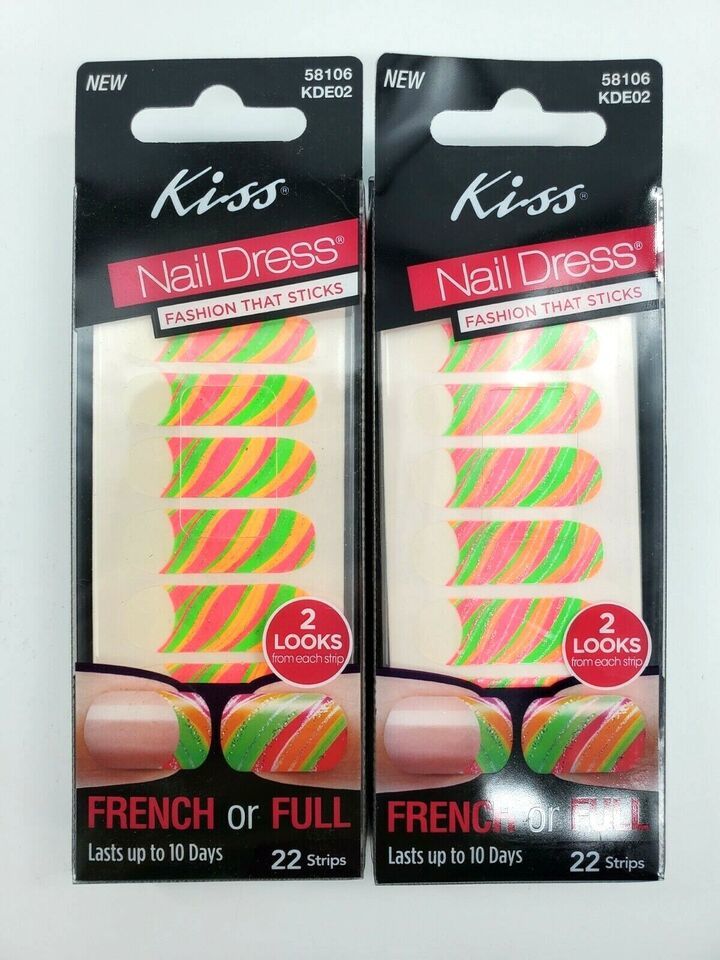 NEW
58106
KDE02
Kiss®
Nail Dress®
FASHION THAT STICKS
2
LOOKS
from each strip
FRENCH or FULL
Lasts up to 10 Days
22 Strips
NEW
58106
KDE02
Kiss®
Nail Dress®
FASHION THAT STICKS
2
LOOKS
from each strip
FRENCH or FULL
Lasts up to 10 Days
22 Strips